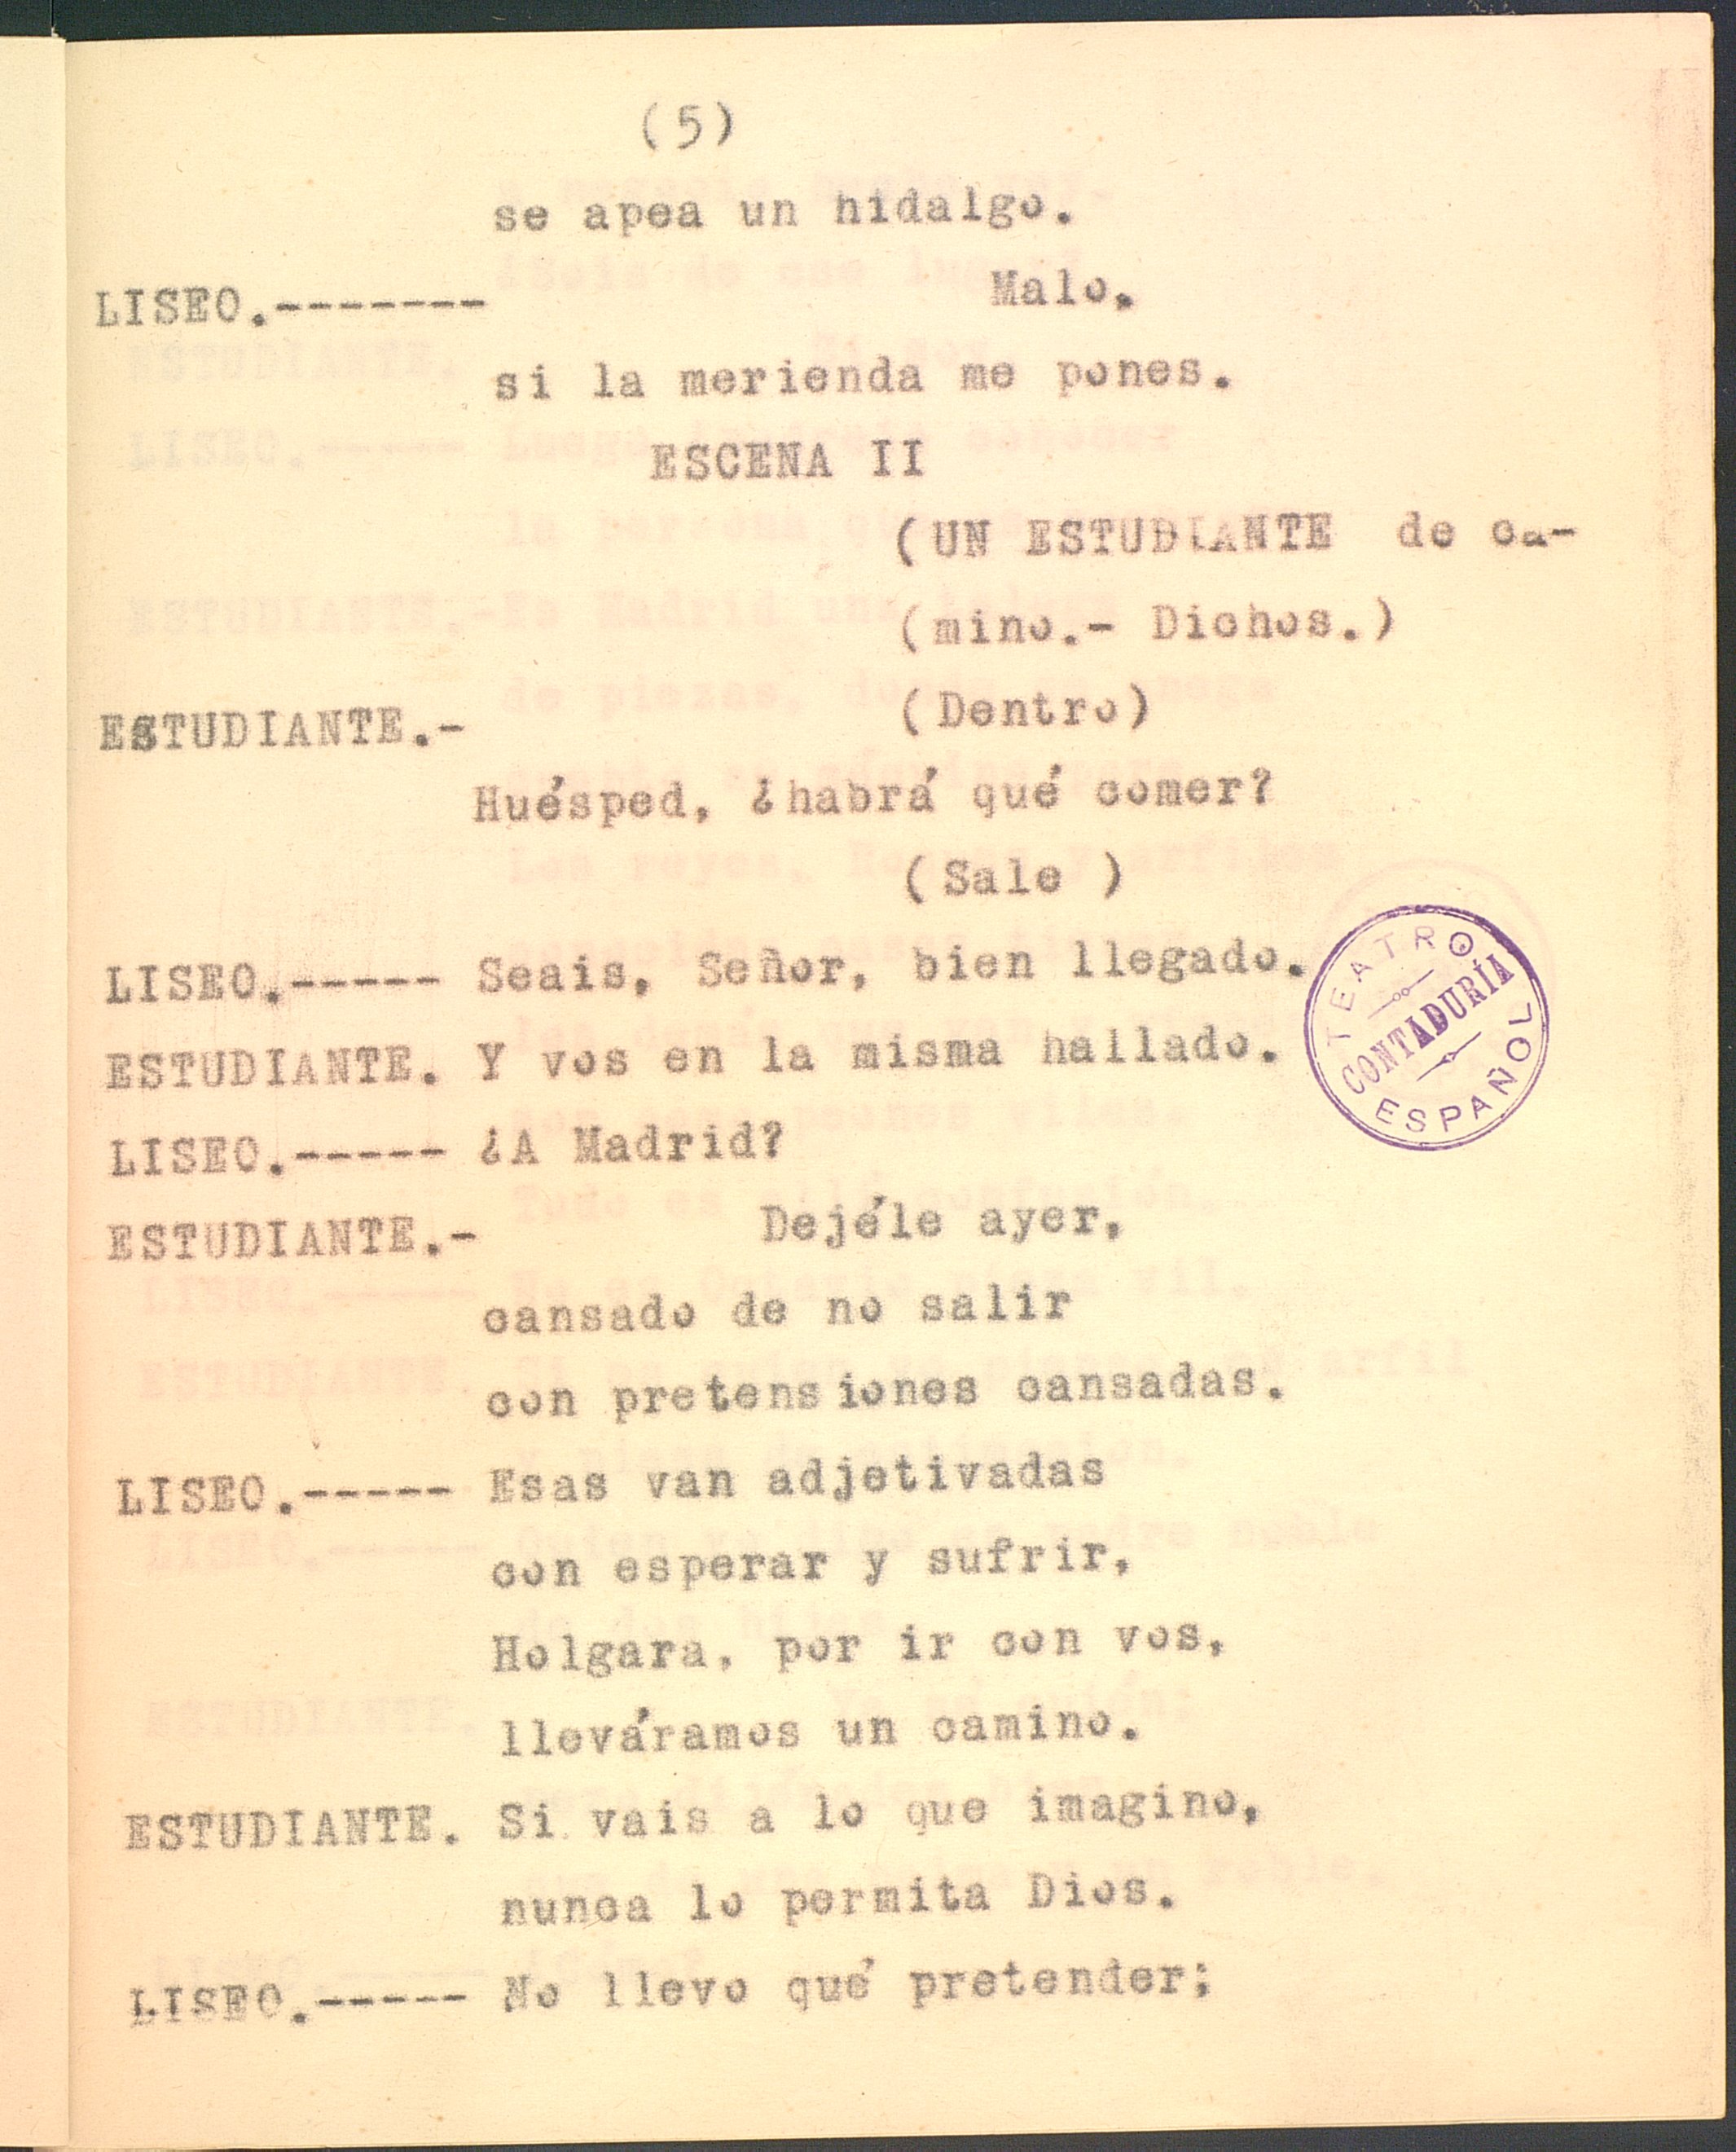 (5)
se apea un hidalgo.
LISEO.------- Malo,
si la merienda me pones.
ESCENA II
(UN ESTUDIANTE de ca-
(mino.- Dichos.)
ESTUDIANTE.- (Dentro)
Huésped, ¿habrá qué comer?
(Sale )
LISEO.----- Seais, Señor, bien llegado.
ESTUDIANTE. Y vos en la misma hallado.
LISEO.----- ¿A Madrid?
ESTUDIANTE.- Dejéle ayer,
cansado de no salir
con pretensiones cansadas.
LISEO.----- Esas van adjetivadas
con esperar y sufrir,
Holgara, por ir con vos,
lleváramos un camino.
ESTUDIANTE. Si vais a lo que imagino,
nunca lo permita Dios.
LISEO.----- No llevo qué pretender;
TEATRO ESPAÑOL
CONTADURÍA